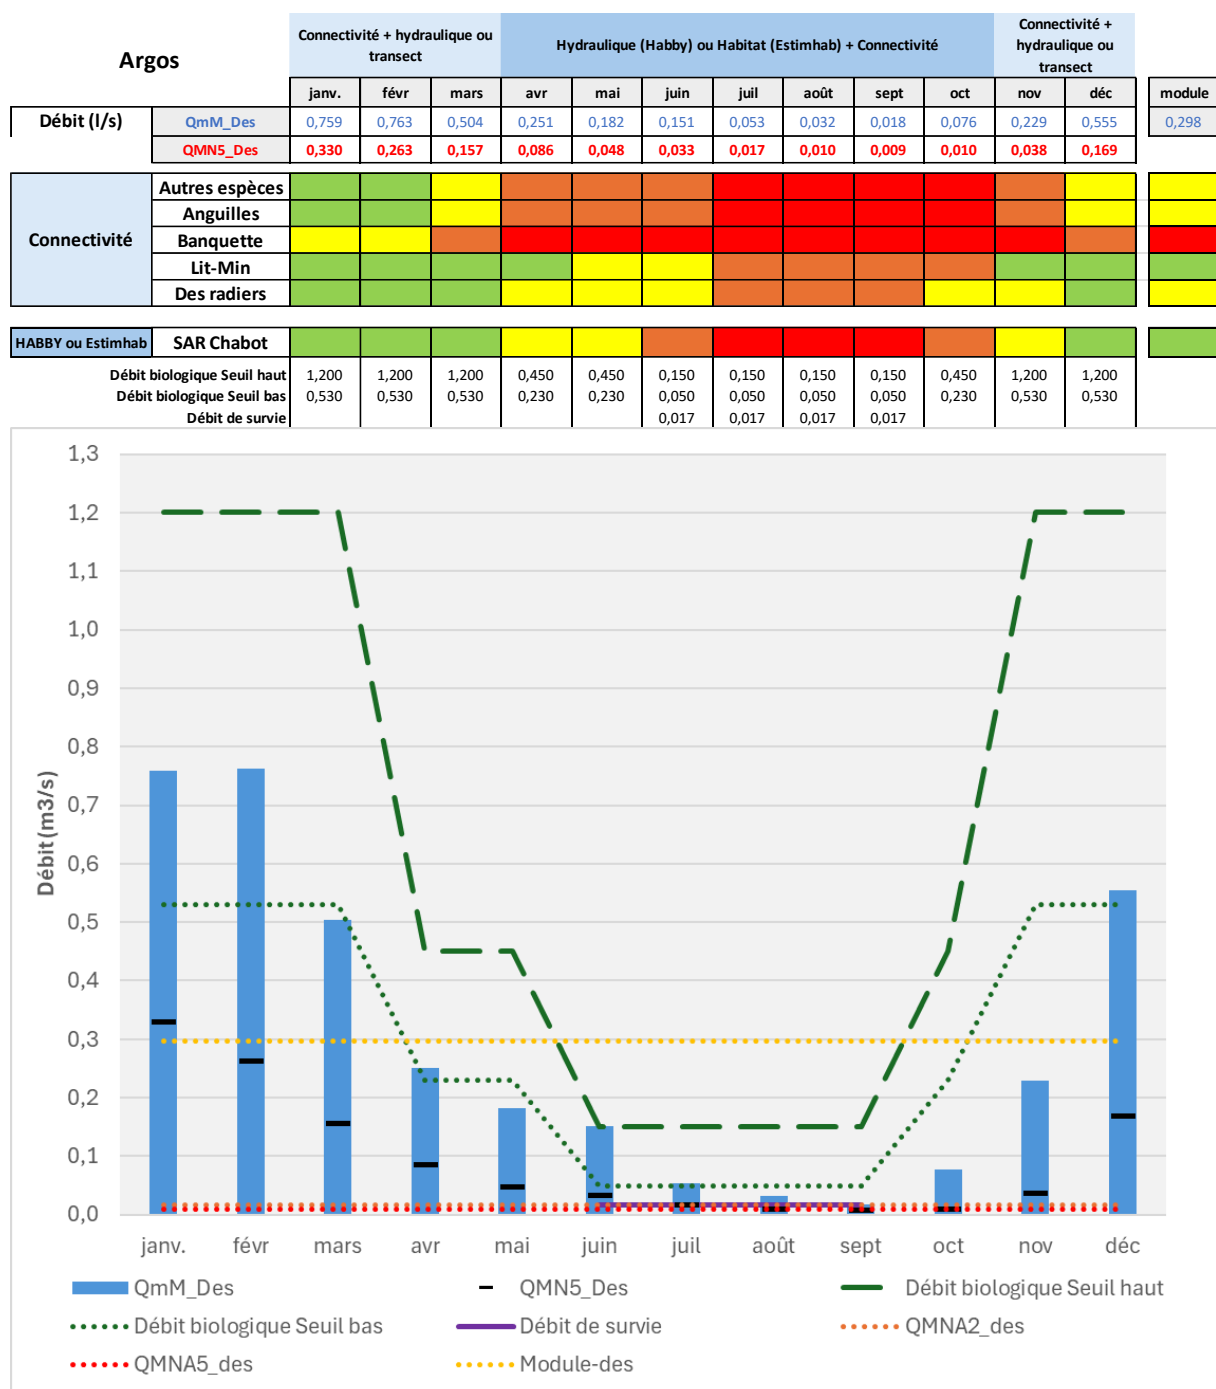 Argos
Connectivité + hydraulique ou transect
Hydraulique (Habby) ou Habitat (Estimhab) + Connectivité
Connectivité + hydraulique ou transect
janv. févr mars avr mai juin juil août sept oct nov déc module
Débit (l/s) QmM_Des 0,759 0,763 0,504 0,251 0,182 0,151 0,053 0,032 0,018 0,076 0,229 0,555 0,298
QMN5_Des 0,330 0,263 0,157 0,086 0,048 0,033 0,017 0,010 0,009 0,010 0,038 0,169
Connectivité
Autres espèces
Anguilles
Banquette
Lit-Min
Des radiers
HABBY ou Estimhab SAR Chabot
Débit biologique Seuil haut 1,200 1,200 1,200 0,450 0,450 0,150 0,150 0,150 0,150 0,450 1,200 1,200
Débit biologique Seuil bas 0,530 0,530 0,530 0,230 0,230 0,050 0,050 0,050 0,050 0,230 0,530 0,530
Débit de survie 0,017 0,017 0,017 0,017
Débit (m3/s)
1,3
1,2
1,1
1,0
0,9
0,8
0,7
0,6
0,5
0,4
0,3
0,2
0,1
0,0
janv. févr mars avr mai juin juil août sept oct nov déc
QmM_Des QMN5_Des Débit biologique Seuil haut
Débit biologique Seuil bas Débit de survie QMNA2_des
QMNA5_des Module-des